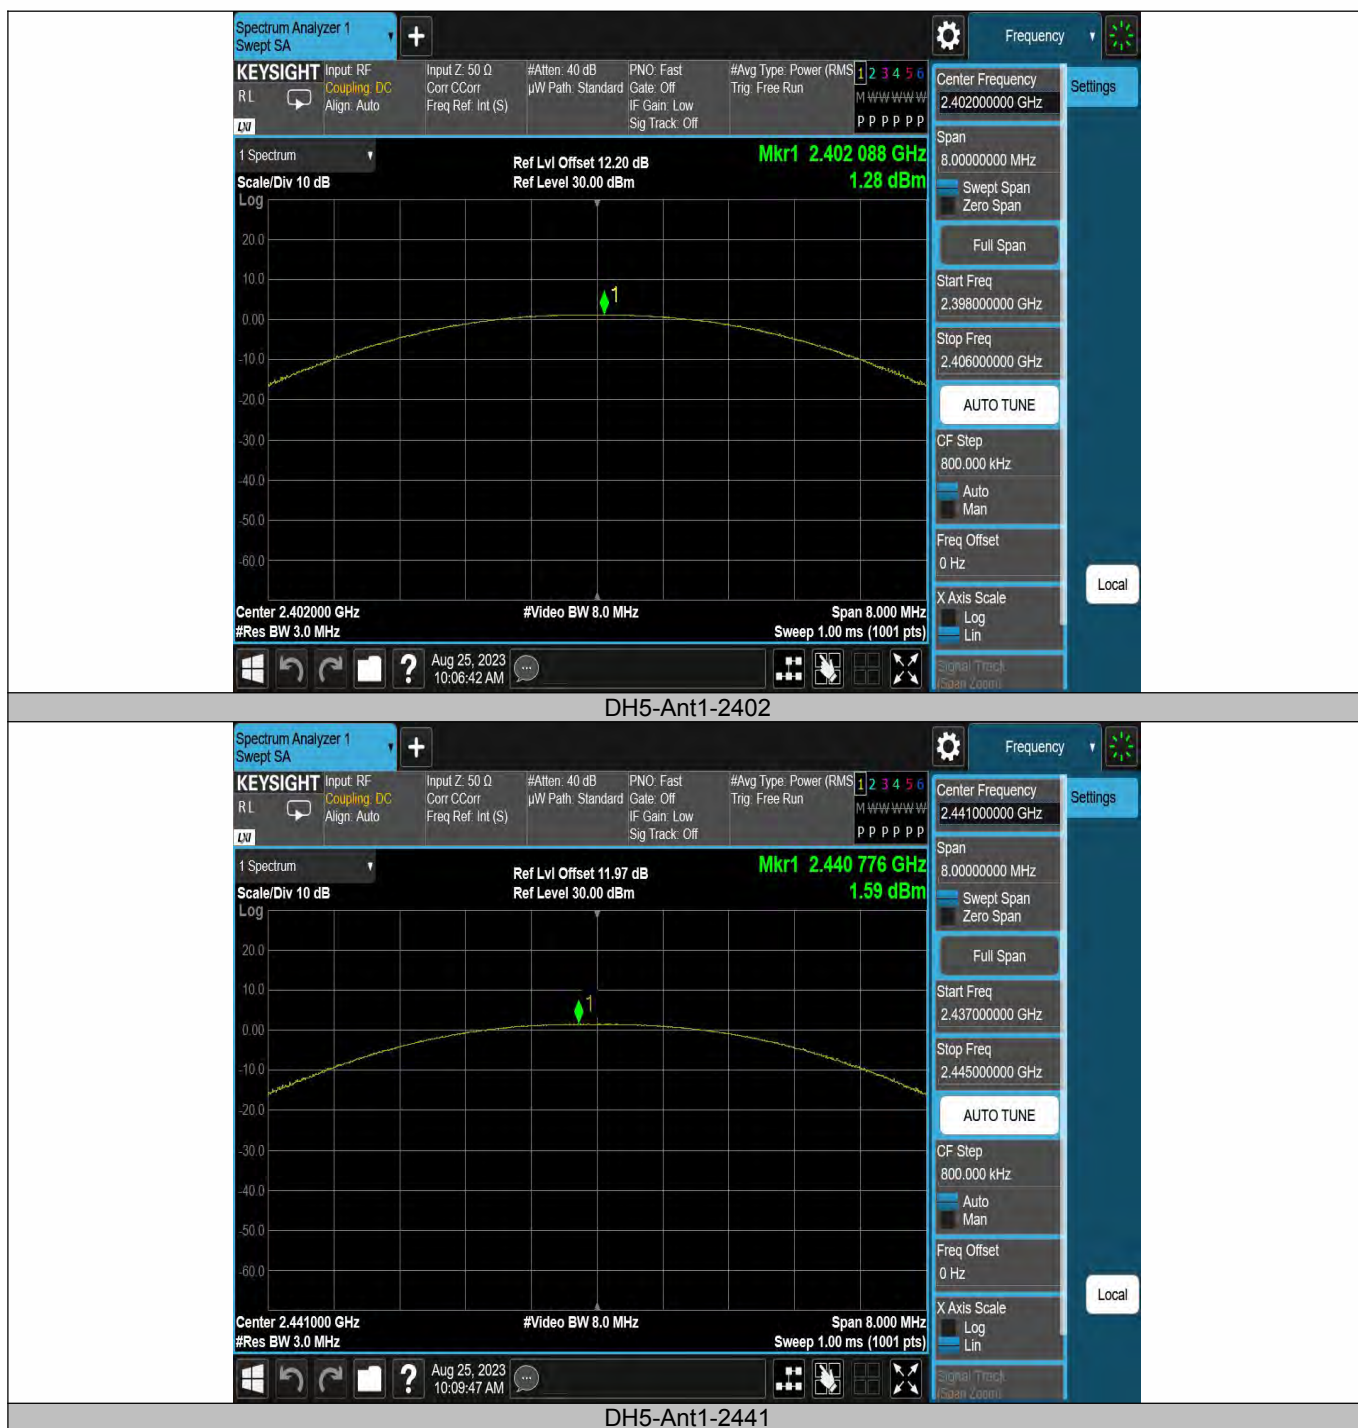 Spectrum Analyzer 1
Swept SA
Frequency
KEYSIGHT
RL
LXI
Input: RF
Coupling: DC
Align: Auto
Input Z: 50 Ω
Corr CCorr
Freq Ref: Int (S)
#Atten: 40 dB
µW Path: Standard
PNO: Fast
Gate: Off
IF Gain: Low
Sig Track: Off
#Avg Type: Power (RMS
Trig: Free Run
1 2 3 4 5 6
M W W W W W
P P P P P P
Center Frequency
2.402000000 GHz
Settings
1 Spectrum
Scale/Div 10 dB
Log
Ref Lvl Offset 12.20 dB
Ref Level 30.00 dBm
Mkr1 2.402 088 GHz
1.28 dBm
Span
8.00000000 MHz
Swept Span
Zero Span
Full Span
Start Freq
2.398000000 GHz
Stop Freq
2.406000000 GHz
AUTO TUNE
CF Step
800.000 kHz
Auto
Man
Freq Offset
0 Hz
X Axis Scale
Log
Lin
Signal Track
(Span Zoom)
Local
20.0
10.0
0.00
-10.0
-20.0
-30.0
-40.0
-50.0
-60.0
1
Center 2.402000 GHz
#Res BW 3.0 MHz
#Video BW 8.0 MHz
Span 8.000 MHz
Sweep 1.00 ms (1001 pts)
?
Aug 25, 2023
10:06:42 AM
DH5-Ant1-2402
Spectrum Analyzer 1
Swept SA
Frequency
KEYSIGHT
RL
LXI
Input: RF
Coupling: DC
Align: Auto
Input Z: 50 Ω
Corr CCorr
Freq Ref: Int (S)
#Atten: 40 dB
µW Path: Standard
PNO: Fast
Gate: Off
IF Gain: Low
Sig Track: Off
#Avg Type: Power (RMS
Trig: Free Run
1 2 3 4 5 6
M W W W W W
P P P P P P
Center Frequency
2.441000000 GHz
Settings
1 Spectrum
Scale/Div 10 dB
Log
Ref Lvl Offset 11.97 dB
Ref Level 30.00 dBm
Mkr1 2.440 776 GHz
1.59 dBm
Span
8.00000000 MHz
Swept Span
Zero Span
Full Span
Start Freq
2.437000000 GHz
Stop Freq
2.445000000 GHz
AUTO TUNE
CF Step
800.000 kHz
Auto
Man
Freq Offset
0 Hz
X Axis Scale
Log
Lin
Signal Track
(Span Zoom)
Local
20.0
10.0
0.00
-10.0
-20.0
-30.0
-40.0
-50.0
-60.0
1
Center 2.441000 GHz
#Res BW 3.0 MHz
#Video BW 8.0 MHz
Span 8.000 MHz
Sweep 1.00 ms (1001 pts)
?
Aug 25, 2023
10:09:47 AM
DH5-Ant1-2441